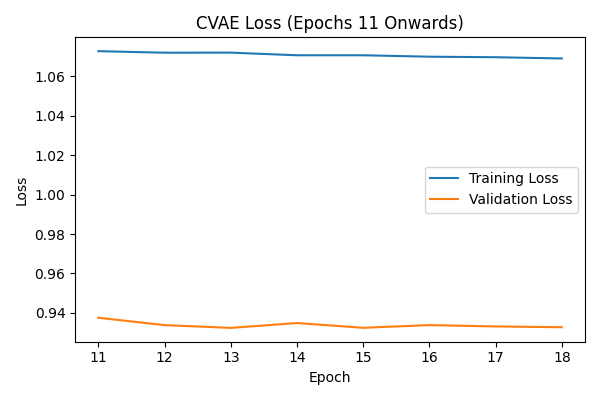 CVAE Loss (Epochs 11 Onwards)
1.06
1.04
1.02
1.00
0.98
0.96
0.94
Loss
Training Loss
Validation Loss
11 12 13 14 15 16 17 18
Epoch